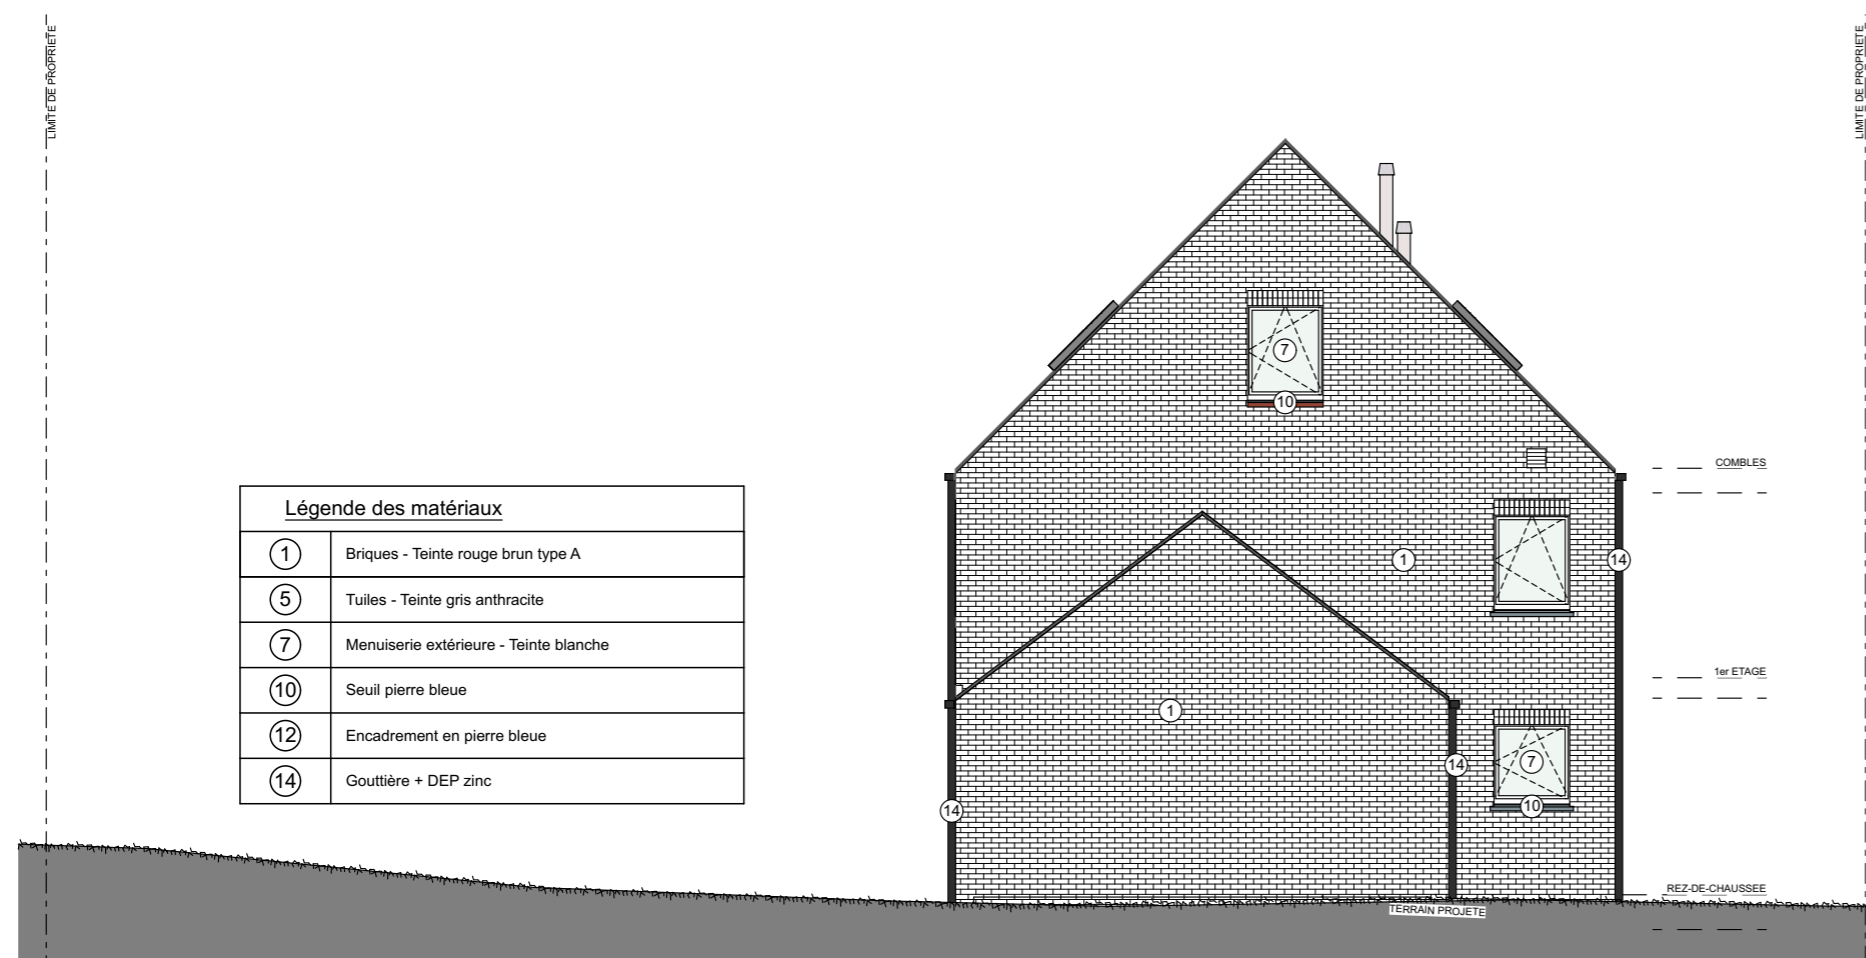 LIMITE DE PROPRIETE
LIMITE DE PROPRIETE
7
10
COMBLES
Légende des matériaux
1 Briques - Teinte rouge brun type A
5 Tuiles - Teinte gris anthracite
7 Menuiserie extérieure - Teinte blanche
10 Seuil pierre bleue
12 Encadrement en pierre bleue
14 Gouttière + DEP zinc
1
14
1er ETAGE
1
14
7
10
14
REZ-DE-CHAUSSEE
TERRAIN PROJETE